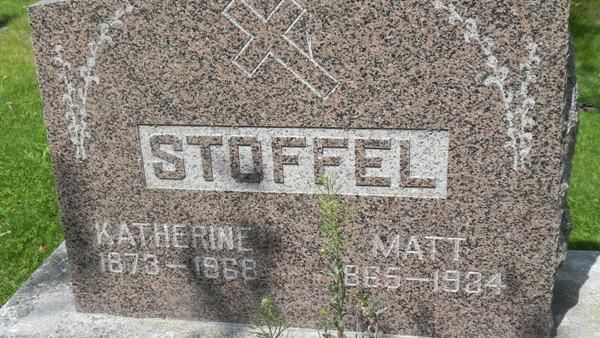 STOFFEL
KATHERINE
1873–1968
MATT
1865–1934